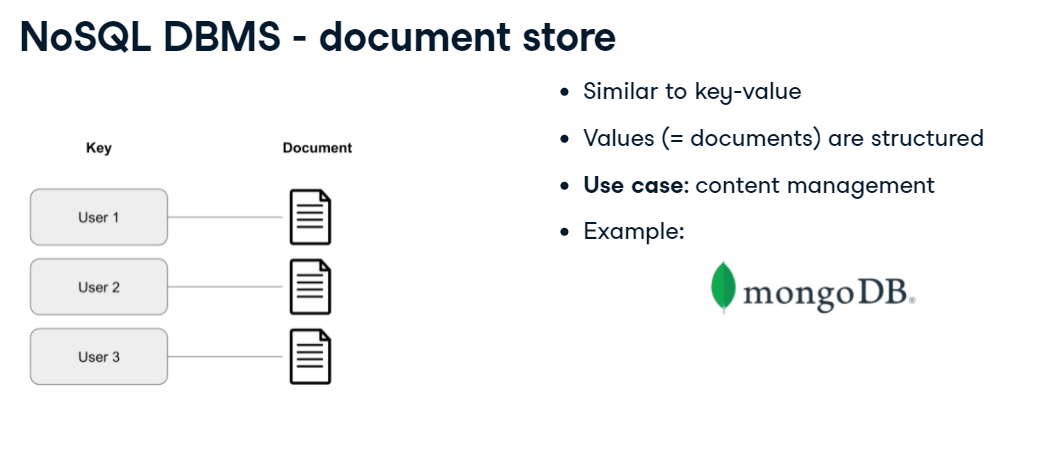 NoSQL DBMS - document store
Key
Document
User 1
User 2
User 3
• Similar to key-value
• Values (= documents) are structured
• Use case: content management
• Example:
mongoDB®